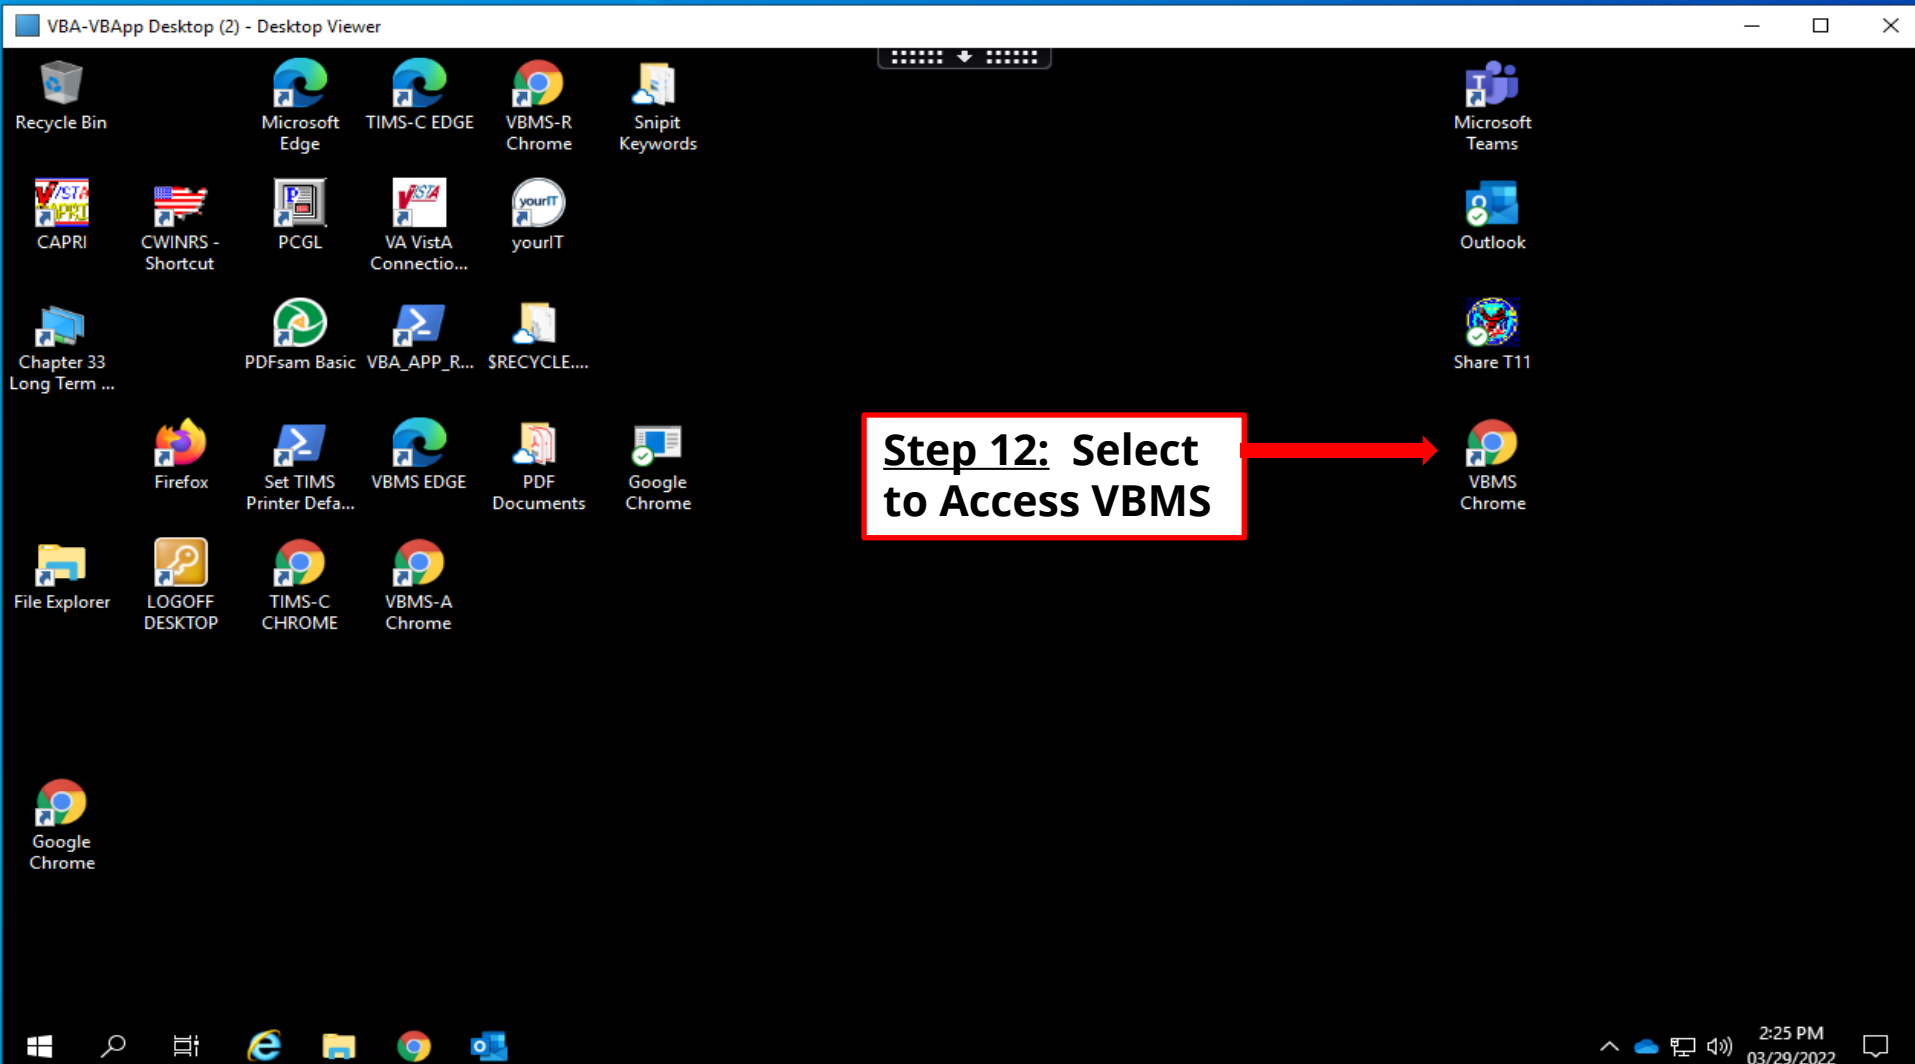 VBA-VBApp Desktop (2) - Desktop Viewer
Recycle Bin
Microsoft
Edge
TIMS-C EDGE
VBMS-R
Chrome
Snipit
Keywords
Microsoft
Teams
CAPRI
CWINRS -
Shortcut
PCGL
VA VistA
Connectio...
yourIT
yourIT
Outlook
Chapter 33
Long Term ...
PDFsam Basic
VBA_APP_R...
$RECYCLE....
Share T11
Firefox
Set TIMS
Printer Defa...
VBMS EDGE
PDF
Documents
Google
Chrome
Step 12: Select
to Access VBMS
VBMS
Chrome
File Explorer
LOGOFF
DESKTOP
TIMS-C
CHROME
VBMS-A
Chrome
Google
Chrome
2:25 PM
03/29/2022